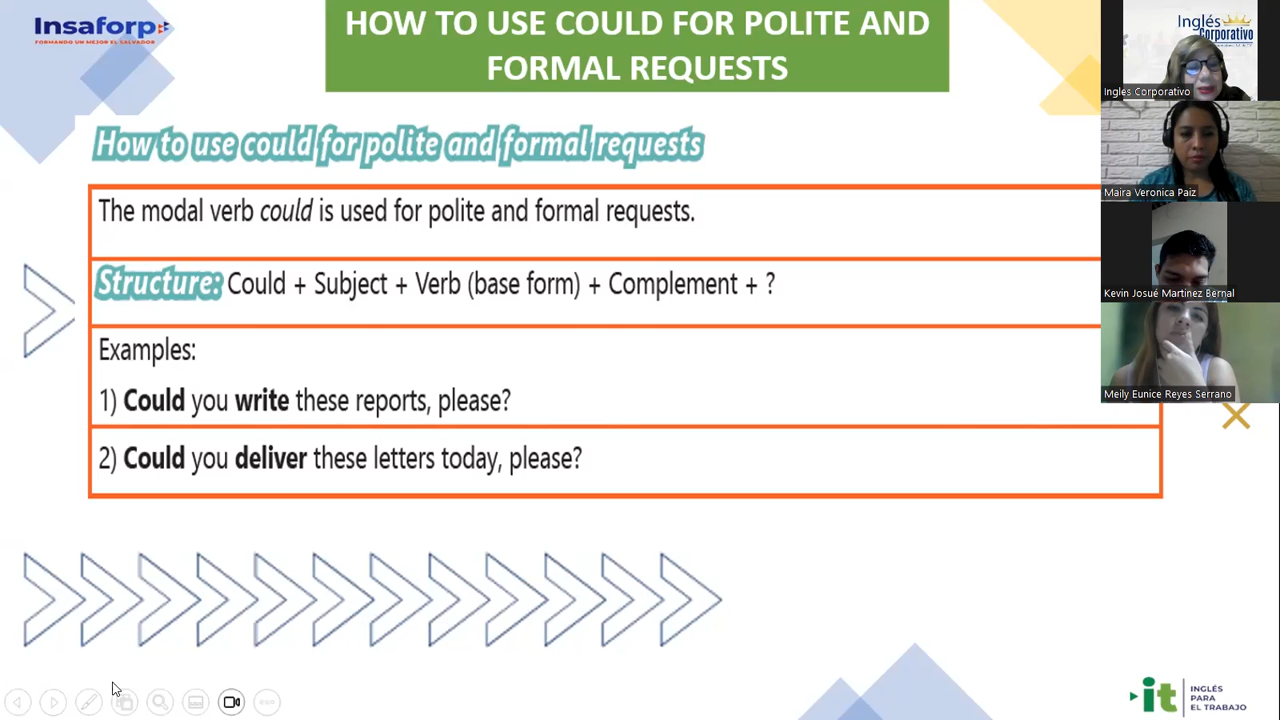 Insaforp
FORMANDO UN MEJOR EL SALVADOR
HOW TO USE COULD FOR POLITE AND
FORMAL REQUESTS
How to use could for polite and formal requests
The modal verb could is used for polite and formal requests.
Structure: Could + Subject + Verb (base form) + Complement + ?
Examples:
1) Could you write these reports, please?
2) Could you deliver these letters today, please?
Inglés
Corporativo
Ingles Corporativo
Maira Veronica Paiz
Kevin Josué Martinez Bernal
Meily Eunice Reyes Serrano
it
INGLÉS
PARA
EL TRABAJO